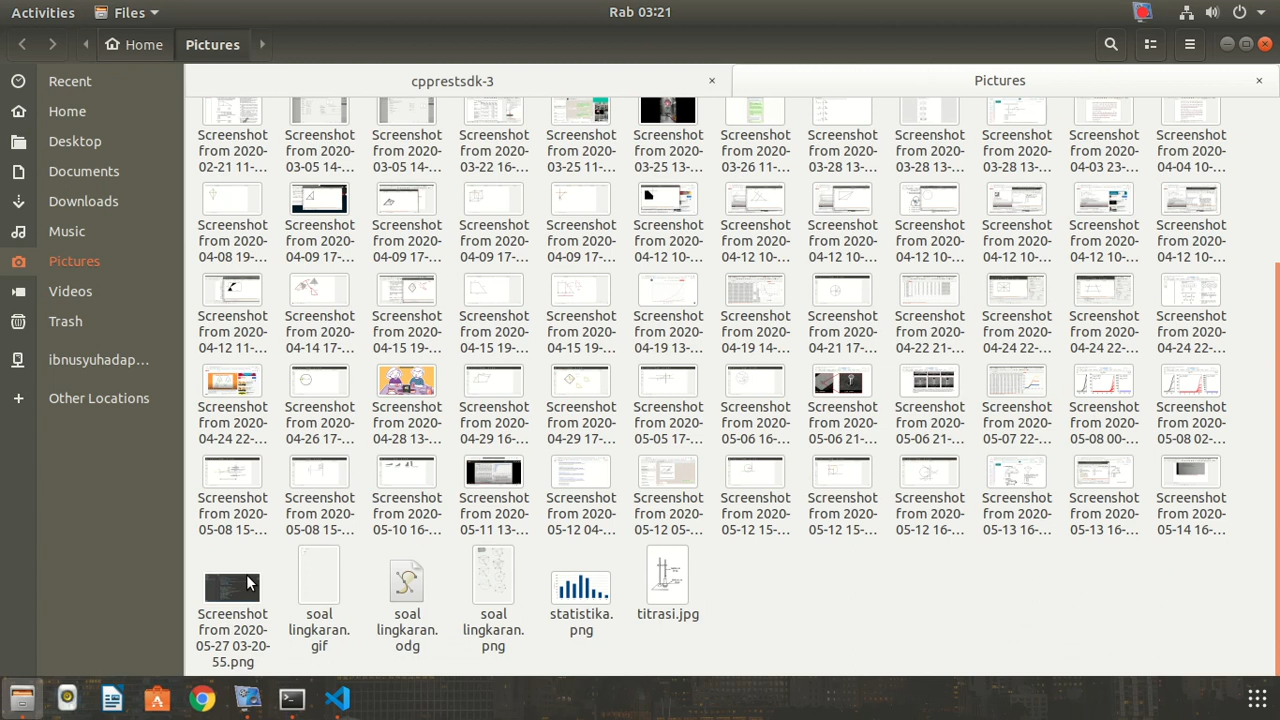 Activities
Files
Rab 03:21
Home
Pictures
cpprestsdk-3
×
Pictures
×
Recent
Home
Desktop
Documents
Downloads
Music
Pictures
Videos
Trash
ibnusyuhadap…
+ Other Locations
Screenshot Screenshot Screenshot Screenshot Screenshot Screenshot Screenshot Screenshot Screenshot Screenshot Screenshot Screenshot
from 2020- from 2020- from 2020- from 2020- from 2020- from 2020- from 2020- from 2020- from 2020- from 2020- from 2020- from 2020-
02-21 11-… 03-05 14-… 03-05 14-… 03-22 16-… 03-25 11-… 03-25 13-… 03-26 11-… 03-28 13-… 03-28 13-… 03-28 13-… 04-03 23-… 04-04 10-…
Screenshot Screenshot Screenshot Screenshot Screenshot Screenshot Screenshot Screenshot Screenshot Screenshot Screenshot Screenshot
from 2020- from 2020- from 2020- from 2020- from 2020- from 2020- from 2020- from 2020- from 2020- from 2020- from 2020- from 2020-
04-08 19-… 04-09 17-… 04-09 17-… 04-09 17-… 04-09 17-… 04-12 10-… 04-12 10-… 04-12 10-… 04-12 10-… 04-12 10-… 04-12 10-… 04-12 10-…
Screenshot Screenshot Screenshot Screenshot Screenshot Screenshot Screenshot Screenshot Screenshot Screenshot Screenshot Screenshot
from 2020- from 2020- from 2020- from 2020- from 2020- from 2020- from 2020- from 2020- from 2020- from 2020- from 2020- from 2020-
04-12 11-… 04-14 17-… 04-15 19-… 04-15 19-… 04-15 19-… 04-19 13-… 04-19 14-… 04-21 17-… 04-22 21-… 04-24 22-… 04-24 22-… 04-24 22-…
Screenshot Screenshot Screenshot Screenshot Screenshot Screenshot Screenshot Screenshot Screenshot Screenshot Screenshot Screenshot
from 2020- from 2020- from 2020- from 2020- from 2020- from 2020- from 2020- from 2020- from 2020- from 2020- from 2020- from 2020-
04-24 22-… 04-26 17-… 04-28 13-… 04-29 16-… 04-29 17-… 05-05 17-… 05-06 16-… 05-06 21-… 05-06 21-… 05-07 22-… 05-08 00-… 05-08 02-…
Screenshot Screenshot Screenshot Screenshot Screenshot Screenshot Screenshot Screenshot Screenshot Screenshot Screenshot Screenshot
from 2020- from 2020- from 2020- from 2020- from 2020- from 2020- from 2020- from 2020- from 2020- from 2020- from 2020- from 2020-
05-08 15-… 05-08 15-… 05-10 16-… 05-11 13-… 05-12 04-… 05-12 05-… 05-12 15-… 05-12 15-… 05-12 16-… 05-13 16-… 05-13 16-… 05-14 16-…
Screenshot soal soal soal statistika. titrasi.jpg
from 2020- lingkaran. lingkaran. lingkaran. png
05-27 03-20- gif odg png
55.png